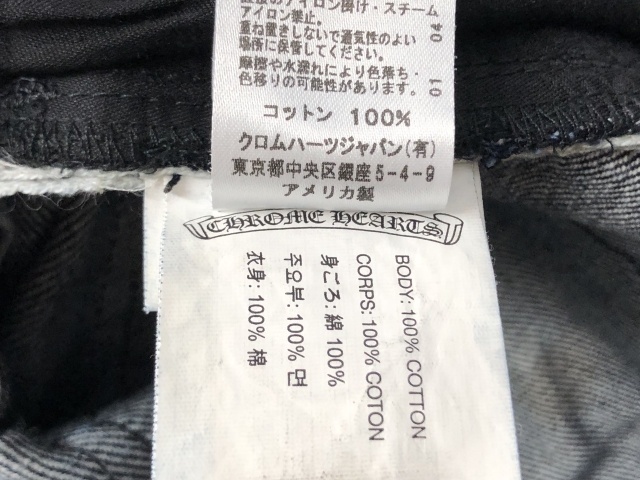 アイロン掛け・スチーム
アイロン禁止。
重ね置きしないで通気性のよい
場所に保管してください。
摩擦や水濡れにより色落ち・
色移りの可能性があります。
01 04
コットン 100%
クロムハーツジャパン(有)
東京都中央区銀座5-4-9
アメリカ製
CHROME HEARTS
BODY: 100% COTTON
CORPS: 100% COTON
身ごろ: 綿 100%
주요부: 100% 면
衣身: 100% 棉